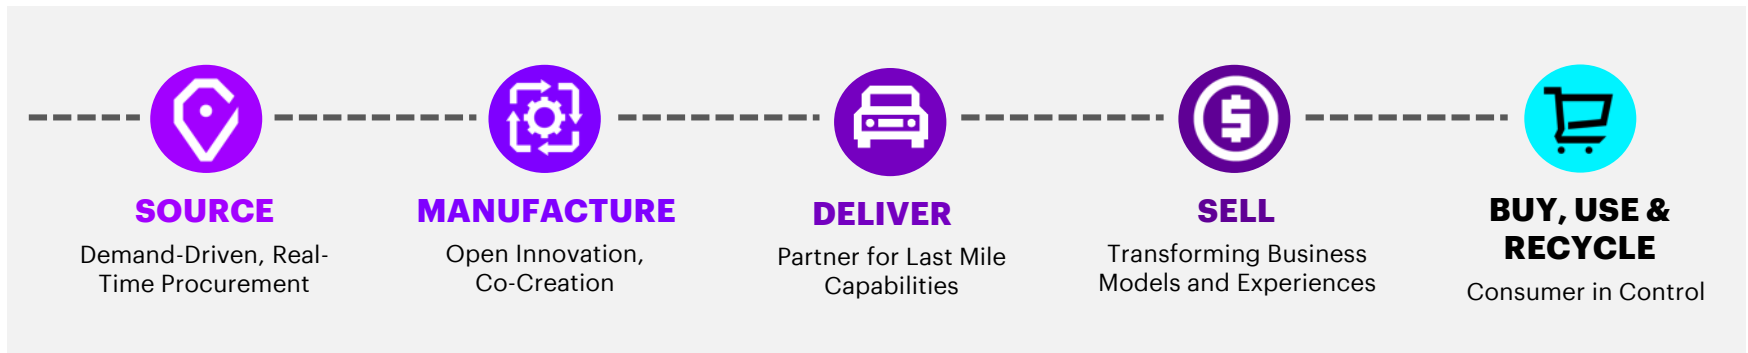 SOURCE
Demand-Driven, Real-
Time Procurement
MANUFACTURE
Open Innovation,
Co-Creation
DELIVER
Partner for Last Mile
Capabilities
SELL
Transforming Business
Models and Experiences
BUY, USE &
RECYCLE
Consumer in Control